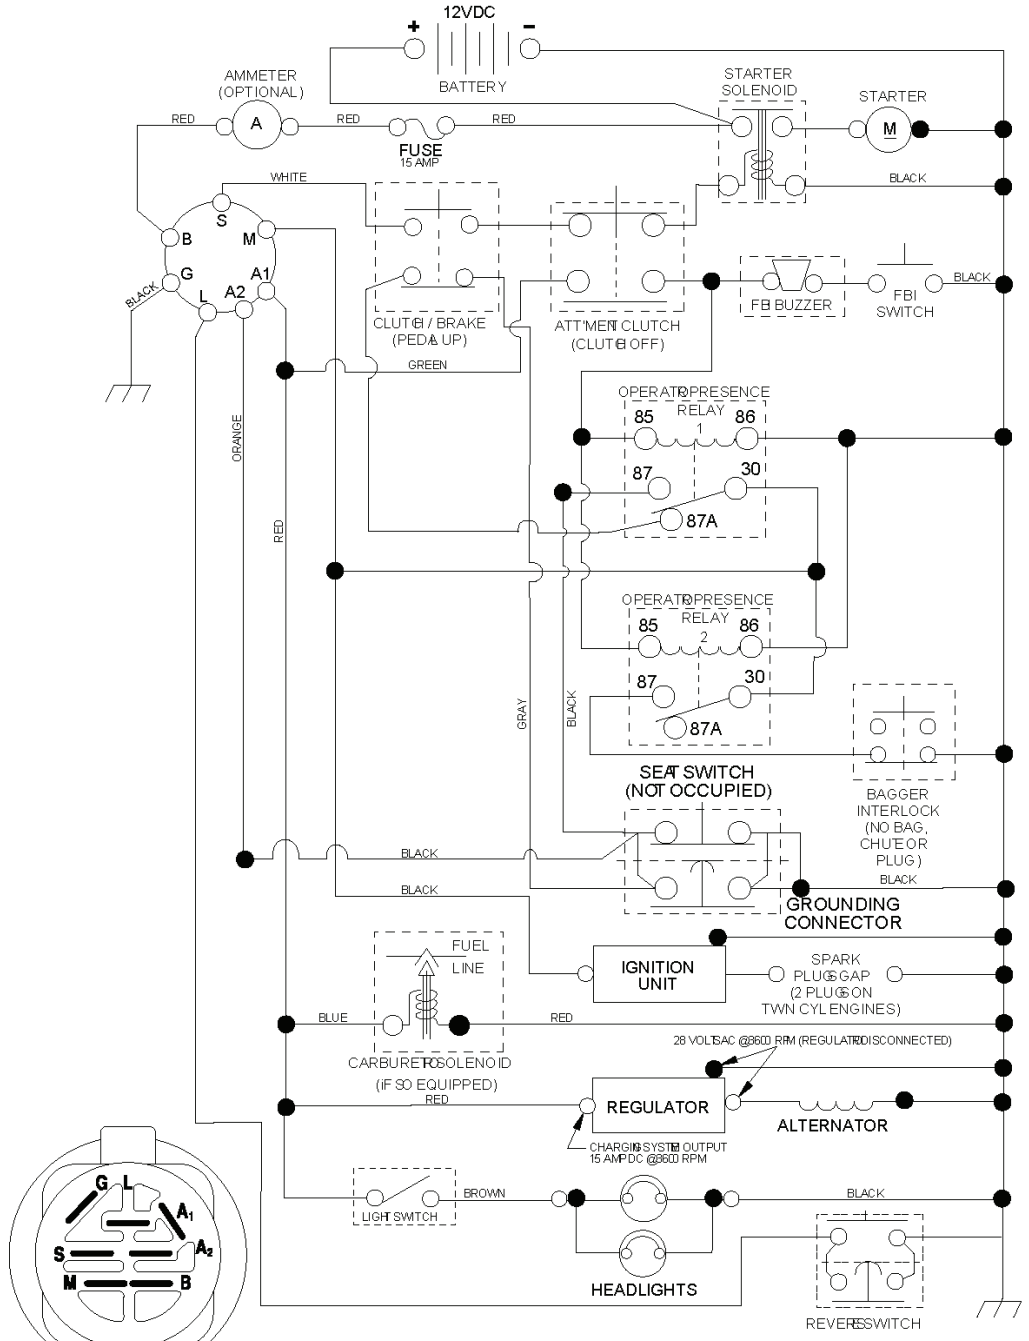 12VDC
+
−
BATTERY
AMMETER
(OPTIONAL)
STARTER
SOLENOID
STARTER
RED
A
RED
RED
M
FUSE
15 AMP
WHITE
BLACK
S
B
M
G
A1
L
A2
BLACK
BLACK
FBI BUZZER
FBI
SWITCH
CLUTCH / BRAKE
(PEDAL UP)
ATT'MENT CLUTCH
(CLUTCH OFF)
GREEN
OPERATOR PRESENCE
RELAY
1
85
86
ORANGE
87
30
87A
RED
OPERATOR PRESENCE
RELAY
2
85
86
87
30
87A
GRAY
BLACK
SEAT SWITCH
(NOT OCCUPIED)
BAGGER
INTERLOCK
(NO BAG,
CHUTE OR
PLUG)
BLACK
BLACK
BLACK
GROUNDING
CONNECTOR
FUEL
LINE
IGNITION
UNIT
SPARK
PLUGS GAP
(2 PLUGS ON
TWIN CYL ENGINES)
BLUE
RED
CARBURETOR SOLENOID
(iF SO EQUIPPED)
28 VOLTS AC @3600 RPM (REGULATOR DISCONNECTED)
RED
REGULATOR
ALTERNATOR
CHARGING SYSTEM OUTPUT
15 AMP DC @3600 RPM
G
L
A1
A2
S
M
B
BROWN
BLACK
LIGHT SWITCH
HEADLIGHTS
REVERSE SWITCH